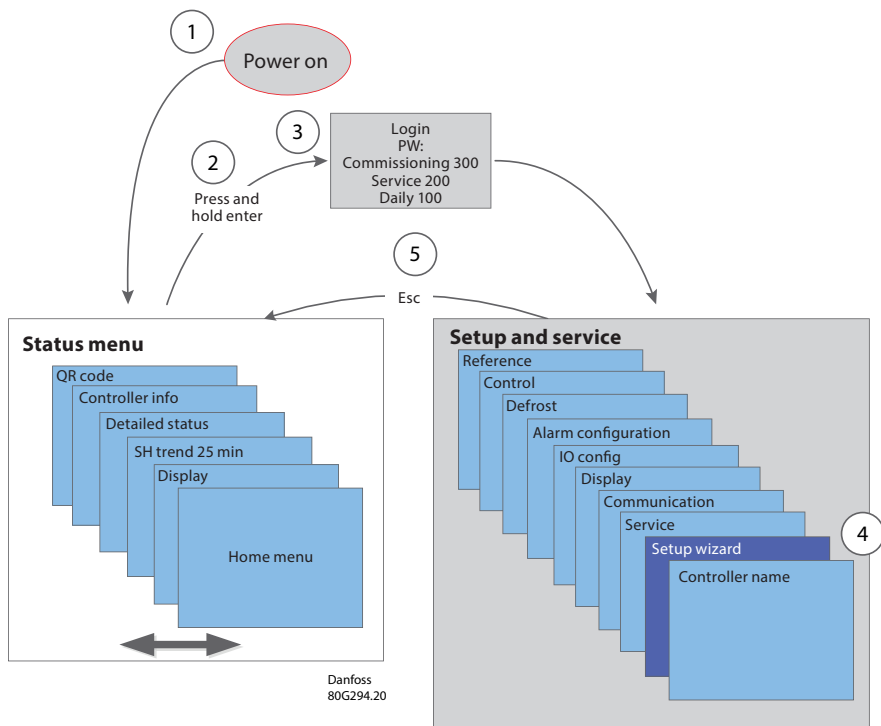 1
Power on
3
Login
PW:
Commissioning 300
Service 200
Daily 100
2
Press and
hold enter
5
Esc
Status menu
QR code
Controller info
Detailed status
SH trend 25 min
Display
Home menu
Setup and service
Reference
Control
Defrost
Alarm configuration
IO config
Display
Communication
Service
4
Setup wizard
Controller name
Danfoss
80G294.20